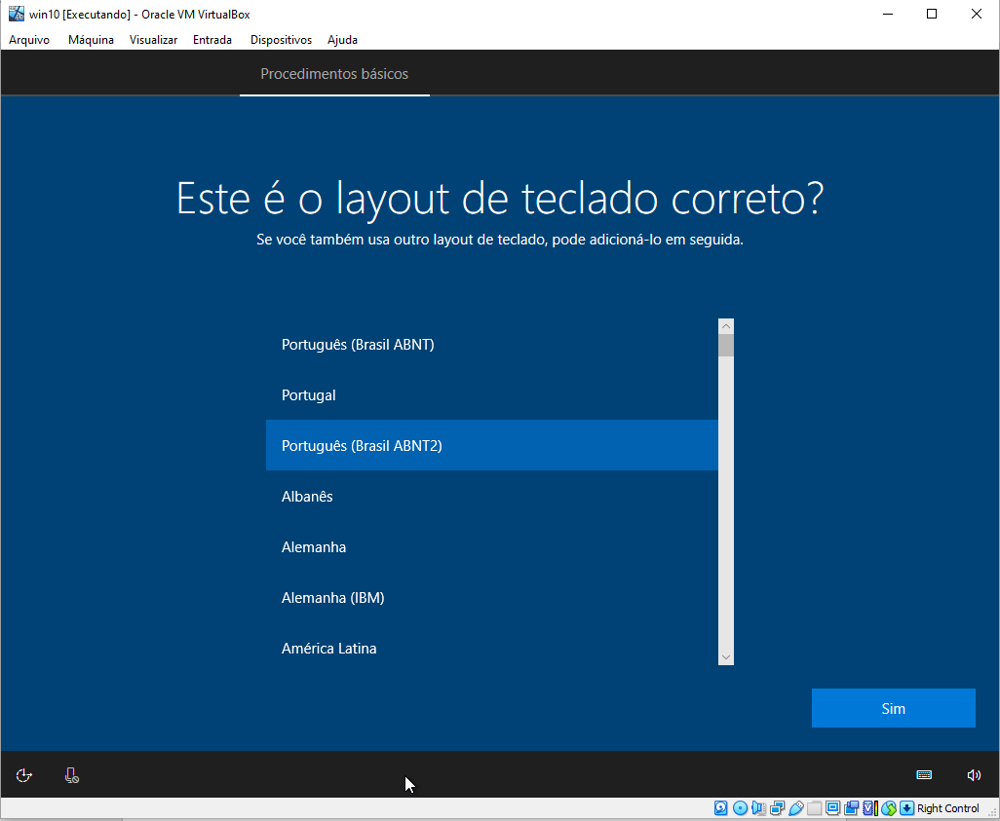 win10 [Executando] - Oracle VM VirtualBox
Arquivo Máquina Visualizar Entrada Dispositivos Ajuda
Procedimentos básicos
Este é o layout de teclado correto?
Se você também usa outro layout de teclado, pode adicioná-lo em seguida.
Português (Brasil ABNT)
Portugal
Português (Brasil ABNT2)
Albanês
Alemanha
Alemanha (IBM)
América Latina
Sim
Right Control